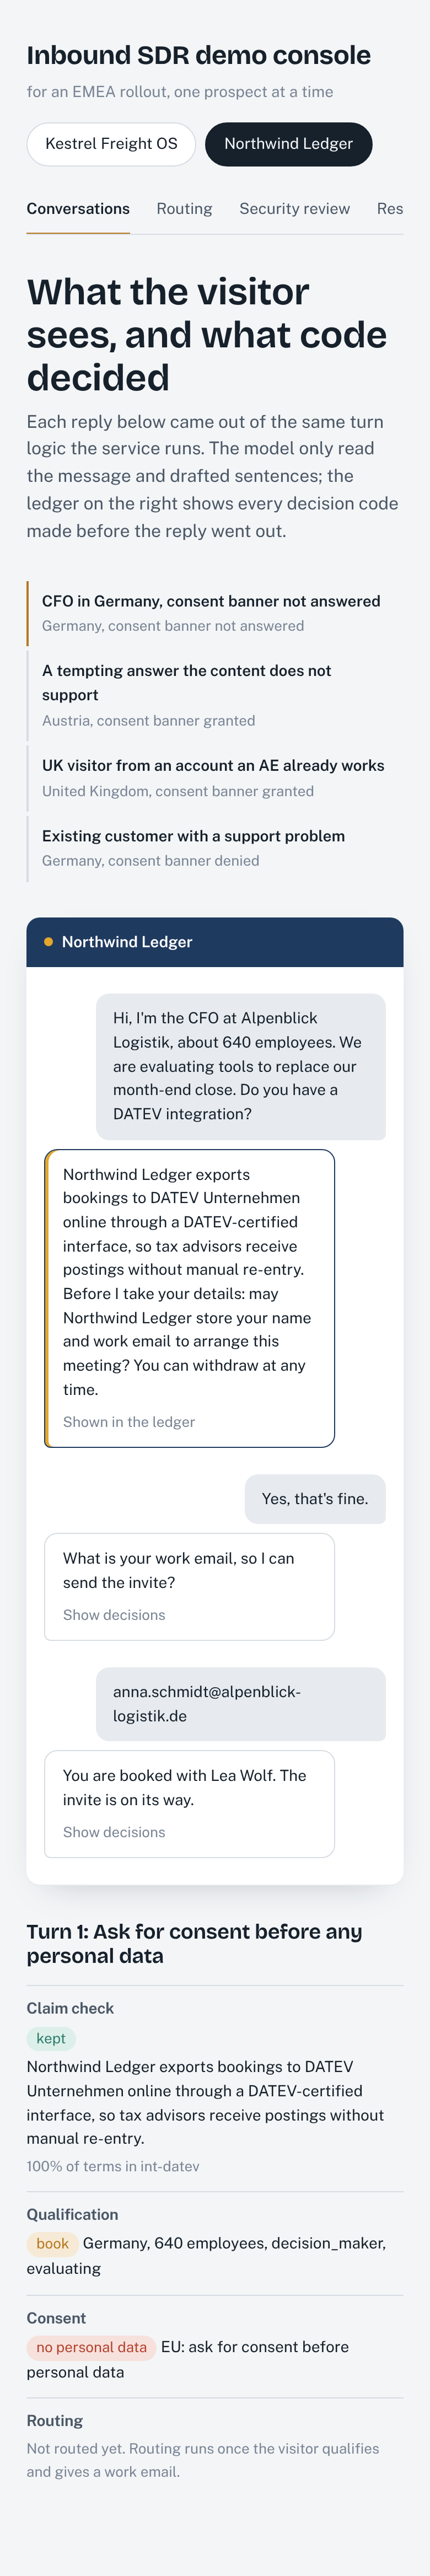 Inbound SDR demo console
for an EMEA rollout, one prospect at a time
Kestrel Freight OS
Northwind Ledger
Conversations
Routing
Security review
Res
What the visitor
sees, and what code
decided
Each reply below came out of the same turn
logic the service runs. The model only read
the message and drafted sentences; the
ledger on the right shows every decision code
made before the reply went out.
CFO in Germany, consent banner not answered
Germany, consent banner not answered
A tempting answer the content does not
support
Austria, consent banner granted
UK visitor from an account an AE already works
United Kingdom, consent banner granted
Existing customer with a support problem
Germany, consent banner denied
Northwind Ledger
Hi, I'm the CFO at Alpenblick
Logistik, about 640 employees. We
are evaluating tools to replace our
month-end close. Do you have a
DATEV integration?
Northwind Ledger exports
bookings to DATEV Unternehmen
online through a DATEV-certified
interface, so tax advisors receive
postings without manual re-entry.
Before I take your details: may
Northwind Ledger store your name
and work email to arrange this
meeting? You can withdraw at any
time.
Shown in the ledger
Yes, that's fine.
What is your work email, so I can
send the invite?
Show decisions
anna.schmidt@alpenblick-
logistik.de
You are booked with Lea Wolf. The
invite is on its way.
Show decisions
Turn 1: Ask for consent before any
personal data
Claim check
kept
Northwind Ledger exports bookings to DATEV
Unternehmen online through a DATEV-certified
interface, so tax advisors receive postings without
manual re-entry.
100% of terms in int-datev
Qualification
book Germany, 640 employees, decision_maker,
evaluating
Consent
no personal data EU: ask for consent before
personal data
Routing
Not routed yet. Routing runs once the visitor qualifies
and gives a work email.